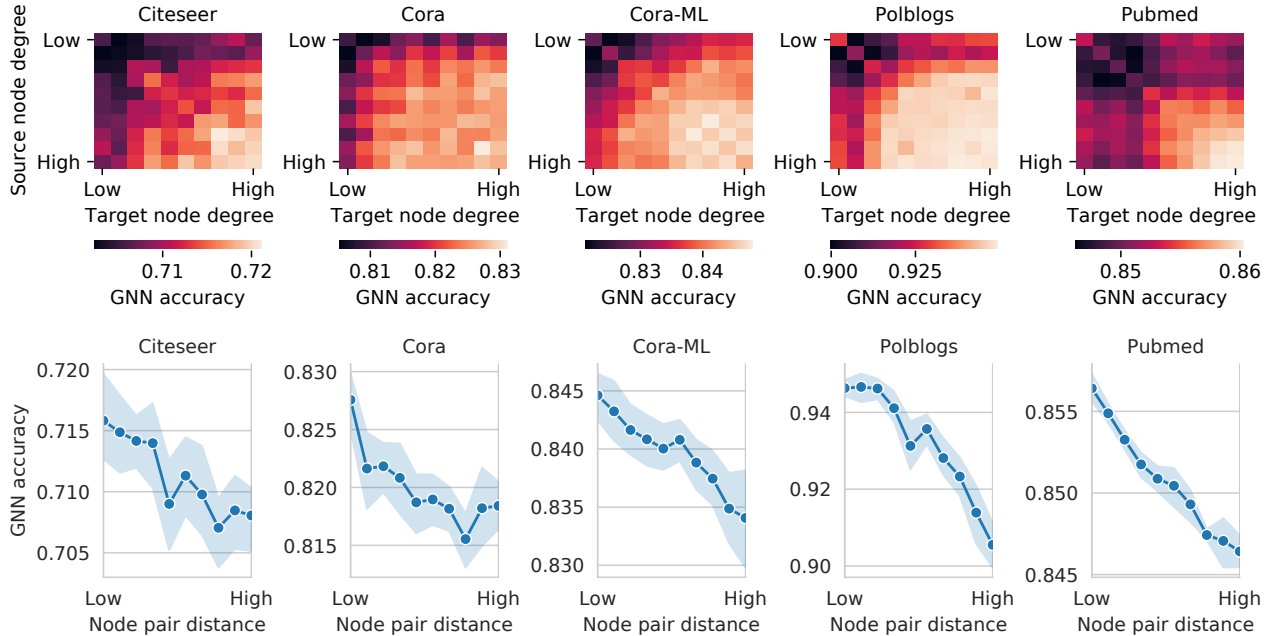 Citeseer Cora Cora-ML Polblogs Pubmed
Source node degree
Low Low Low Low Low
High High High High High
Low High Low High Low High Low High Low High
Target node degree Target node degree Target node degree Target node degree Target node degree
0.71 0.72 0.81 0.82 0.83 0.83 0.84 0.900 0.925 0.85 0.86
GNN accuracy GNN accuracy GNN accuracy GNN accuracy GNN accuracy
Citeseer Cora Cora-ML Polblogs Pubmed
GNN accuracy
0.720
0.715
0.710
0.705
0.830
0.825
0.820
0.815
0.845
0.840
0.835
0.830
0.94
0.92
0.90
0.855
0.850
0.845
Low High Low High Low High Low High Low High
Node pair distance Node pair distance Node pair distance Node pair distance Node pair distance